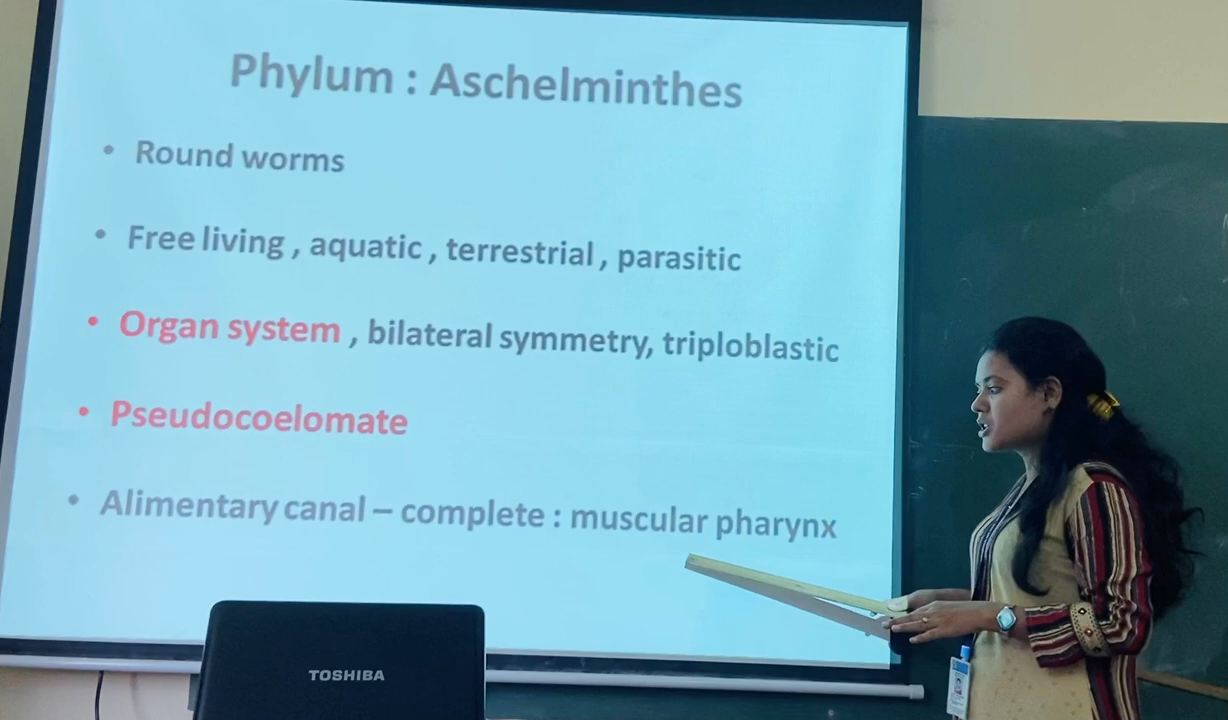 Phylum : Aschelminthes
• Round worms
• Free living , aquatic , terrestrial , parasitic
• Organ system , bilateral symmetry, triploblastic
• Pseudocoelomate
• Alimentary canal – complete : muscular pharynx
TOSHIBA